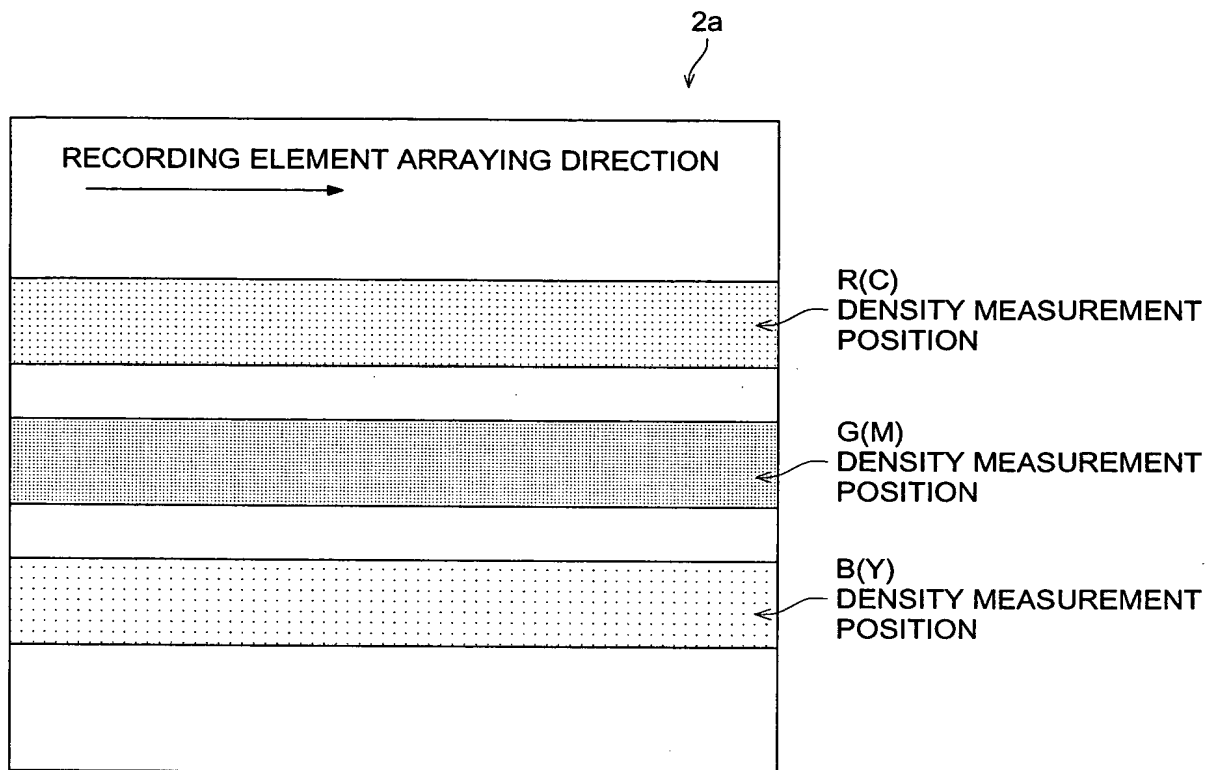 2a
RECORDING ELEMENT ARRAYING DIRECTION
R(C)
DENSITY MEASUREMENT
POSITION
G(M)
DENSITY MEASUREMENT
POSITION
B(Y)
DENSITY MEASUREMENT
POSITION